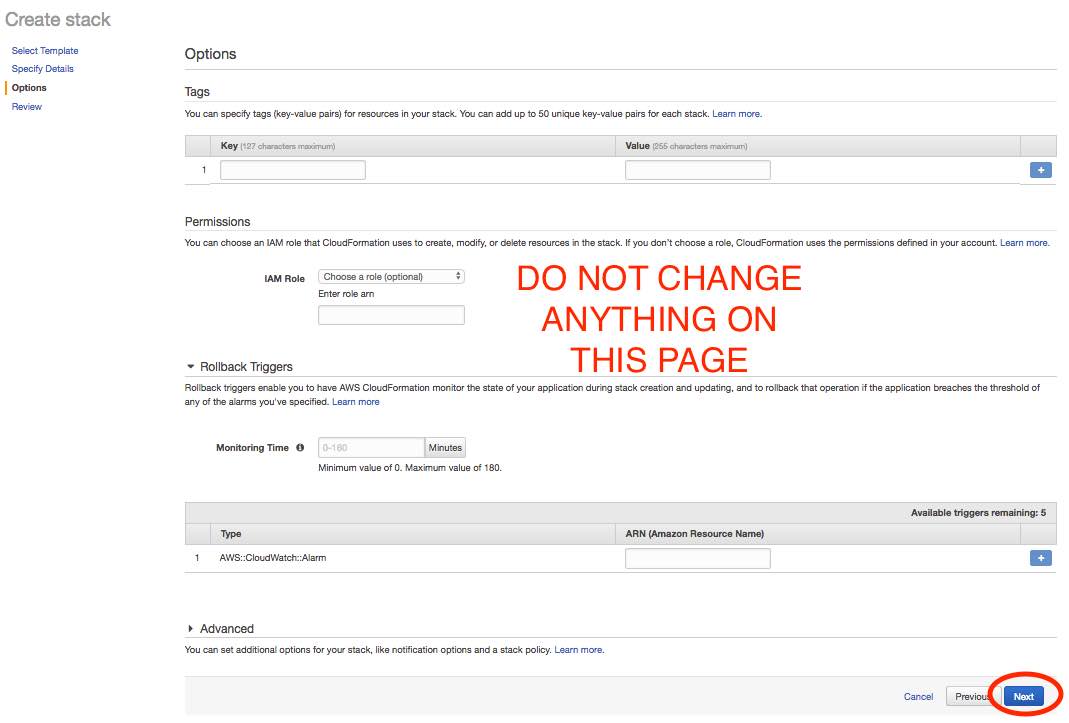 Create stack
Select Template
Specify Details
Options
Review
Options
Tags
You can specify tags (key-value pairs) for resources in your stack. You can add up to 50 unique key-value pairs for each stack. Learn more.
Key (127 characters maximum) Value (255 characters maximum)
1 +
Permissions
You can choose an IAM role that CloudFormation uses to create, modify, or delete resources in the stack. If you don't choose a role, CloudFormation uses the permissions defined in your account. Learn more.
IAM Role Choose a role (optional)
Enter role arn
DO NOT CHANGE
ANYTHING ON
THIS PAGE
Rollback Triggers
Rollback triggers enable you to have AWS CloudFormation monitor the state of your application during stack creation and updating, and to rollback that operation if the application breaches the threshold of
any of the alarms you've specified. Learn more
Monitoring Time 0-180 Minutes
Minimum value of 0. Maximum value of 180.
Available triggers remaining: 5
Type ARN (Amazon Resource Name)
1 AWS::CloudWatch::Alarm +
Advanced
You can set additional options for your stack, like notification options and a stack policy. Learn more.
Cancel Previous Next